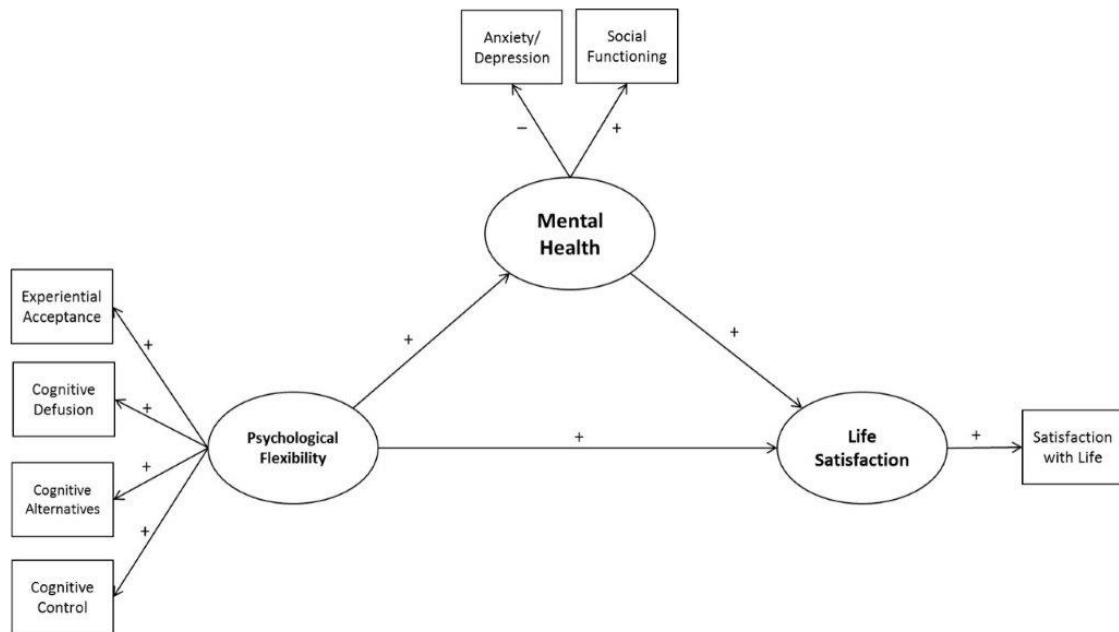 Anxiety/
Depression
Social
Functioning
–
+
Mental
Health
Experiential
Acceptance
+
+
+
Cognitive
Defusion
+
Psychological
Flexibility
+
Life
Satisfaction
+
Satisfaction
with Life
+
Cognitive
Alternatives
+
Cognitive
Control